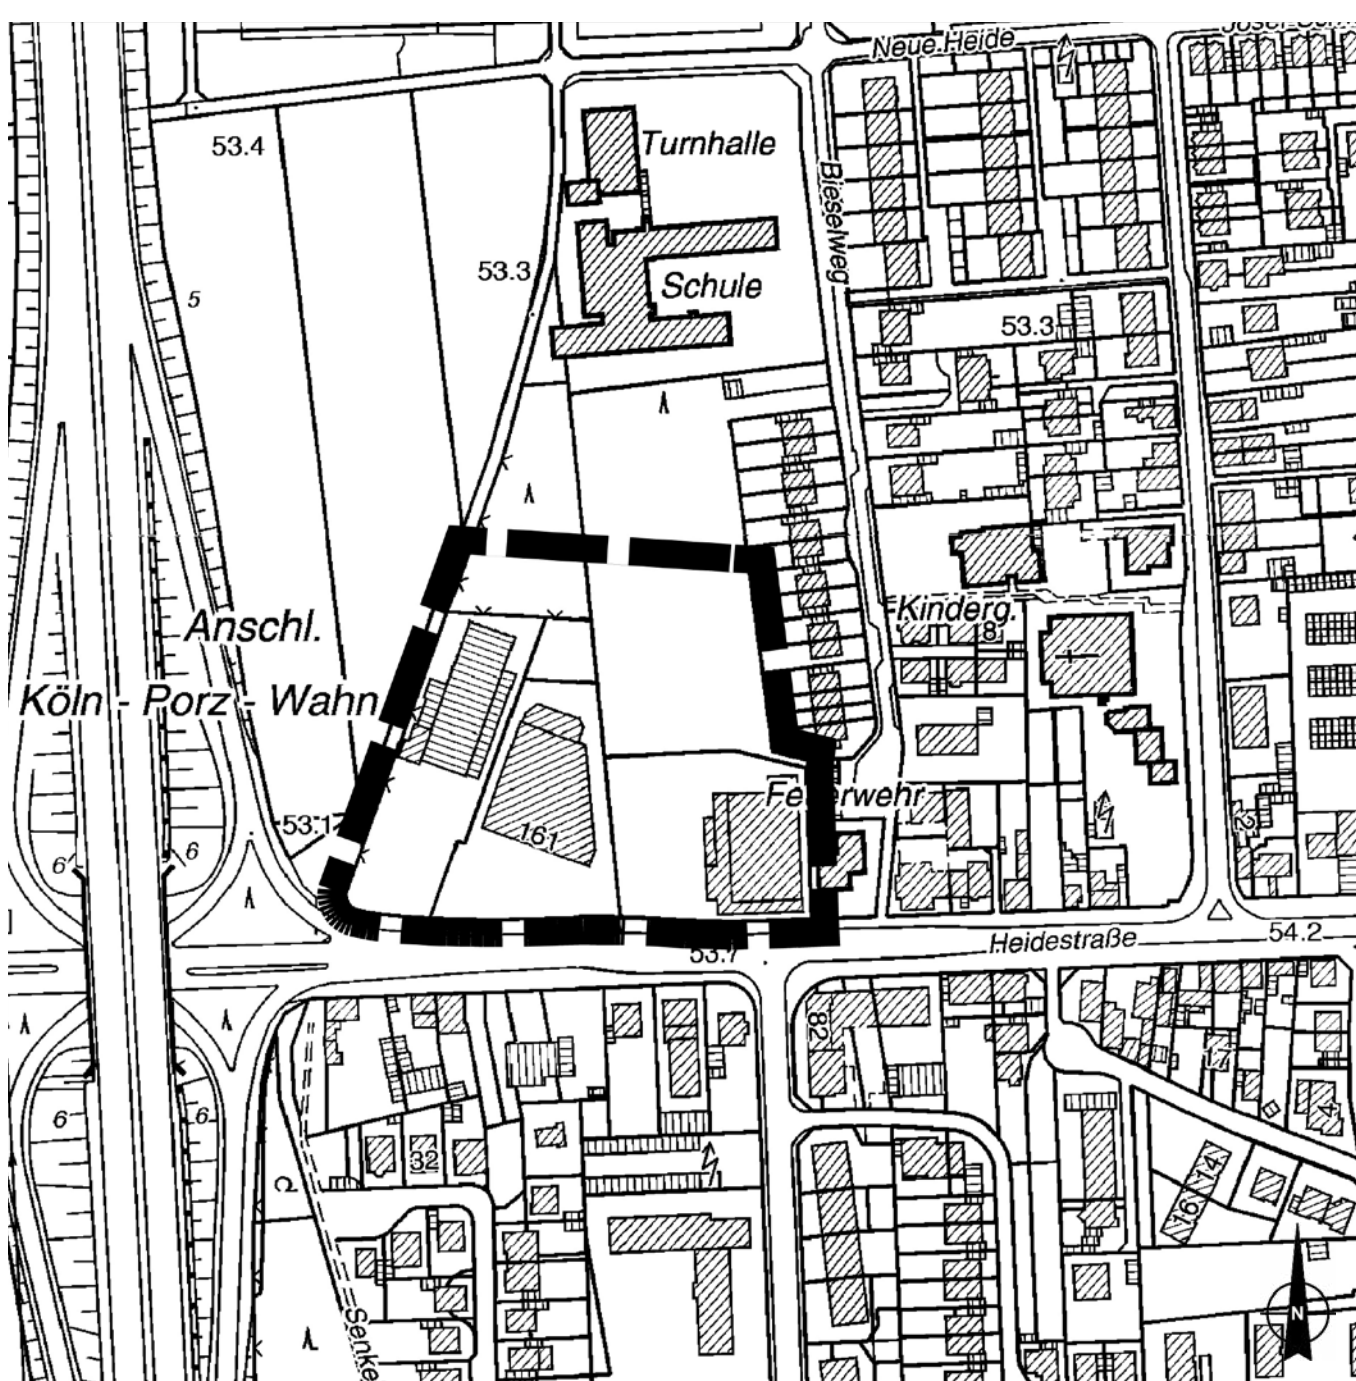 Neue Heide
53.4
Turnhalle
Bieselweg
53.3
Schule
5
53.3
Anschl.
Köln - Porz - Wahn
Kinderg.
8
Feuerwehr
53.1
161
2
6
6
Heidestraße
54.2
53.7
82
17
6
6
4
32
14
16
Senke
N